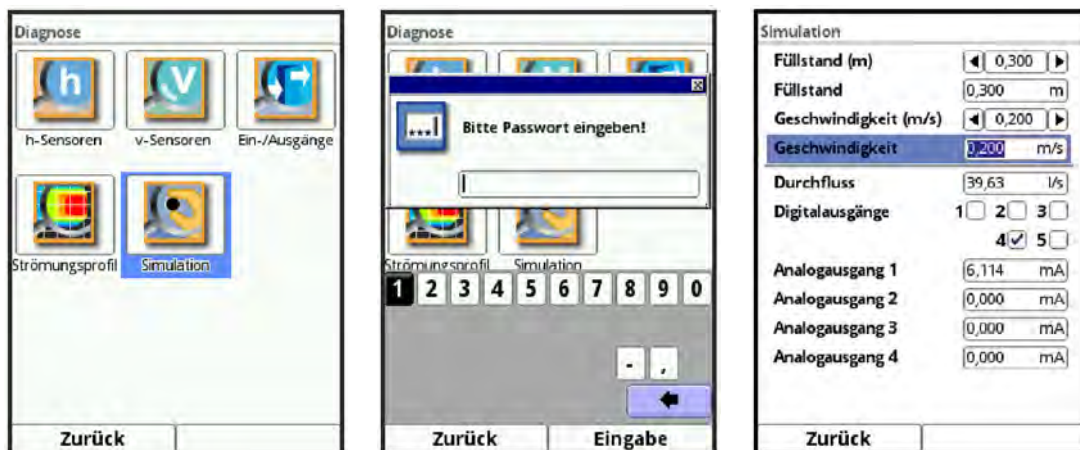 Diagnose
h
v
h-Sensoren v-Sensoren Ein-/Ausgänge
Strömungsprofil Simulation
Zurück
Diagnose
...
Bitte Passwort eingeben!
Strömungsprofil Simulation
1 2 3 4 5 6 7 8 9 0
- ,
Zurück Eingabe
Simulation
Füllstand (m) 0,300
Füllstand 0,300 m
Geschwindigkeit (m/s) 0,200
Geschwindigkeit 0,200 m/s
Durchfluss 39,63 l/s
Digitalausgänge 1 2 3
4 5
Analogausgang 1 6,114 mA
Analogausgang 2 0,000 mA
Analogausgang 3 0,000 mA
Analogausgang 4 0,000 mA
Zurück